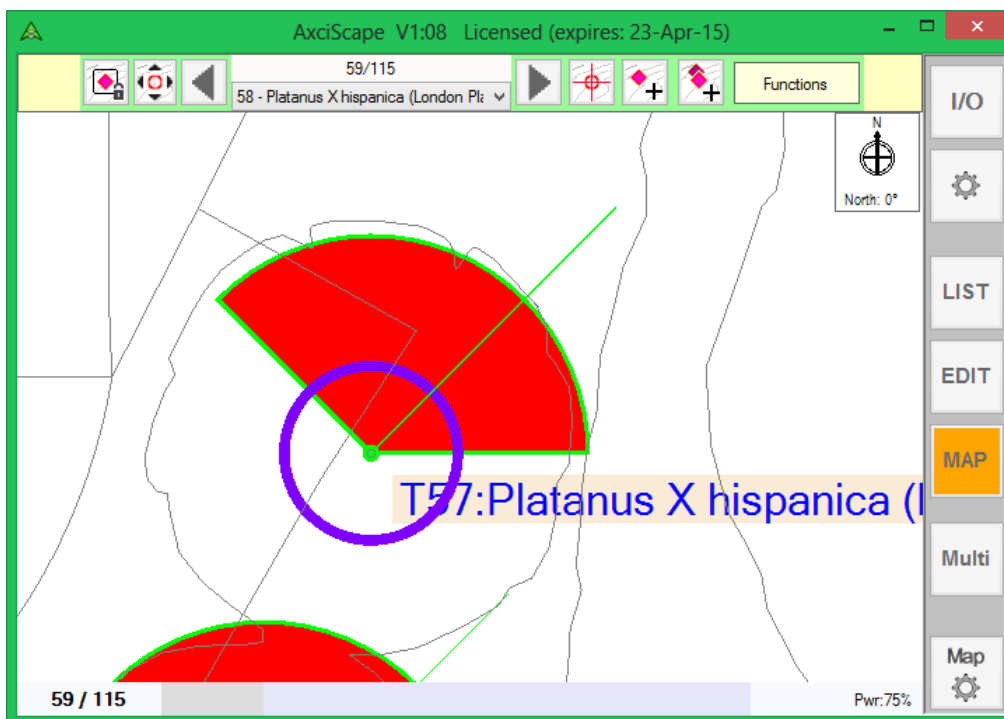 AxciScape V1:08 Licensed (expires: 23-Apr-15)
59/115
58 - Platanus X hispanica (London Pla
Functions
I/O
N
North: 0°
LIST
EDIT
MAP
T57:Platanus X hispanica (
Multi
Map
59 / 115
Pwr:75%